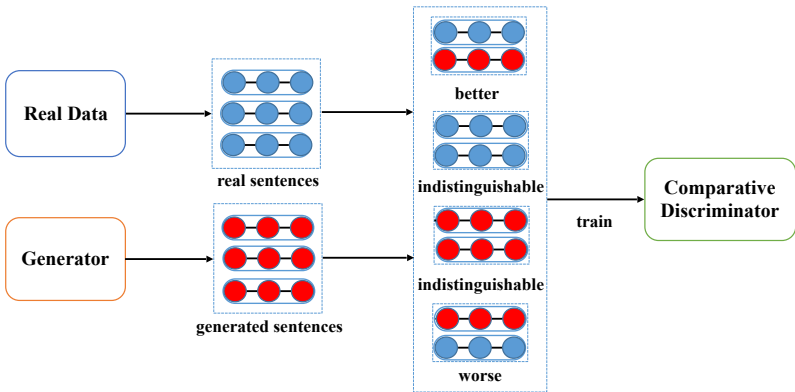 Real Data
real sentences
Generator
generated sentences
better
indistinguishable
indistinguishable
worse
train
Comparative
Discriminator